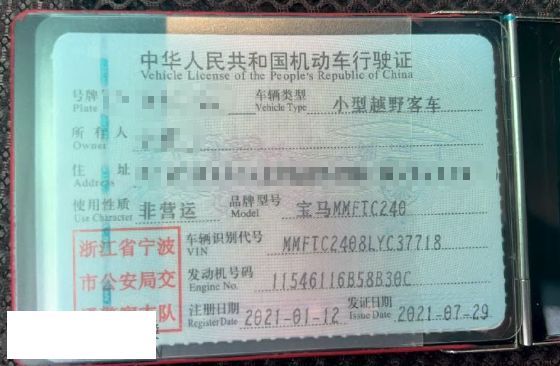 中华人民共和国机动车行驶证
Vehicle License of the People's Republic of China
号牌
Plate
车辆类型
Vehicle Type
小型越野客车
所有人
Owner
住址
Address
使用性质
Use Character
非营运
品牌型号
Model
宝马MMFTC240
浙江省宁波
市公安局交
车辆识别代号
VIN
MMFTC2408LYC37718
发动机号码
Engine No.
11546116B58B30C
注册日期
Register Date
2021-01-12
发证日期
Issue Date
2021-07-29